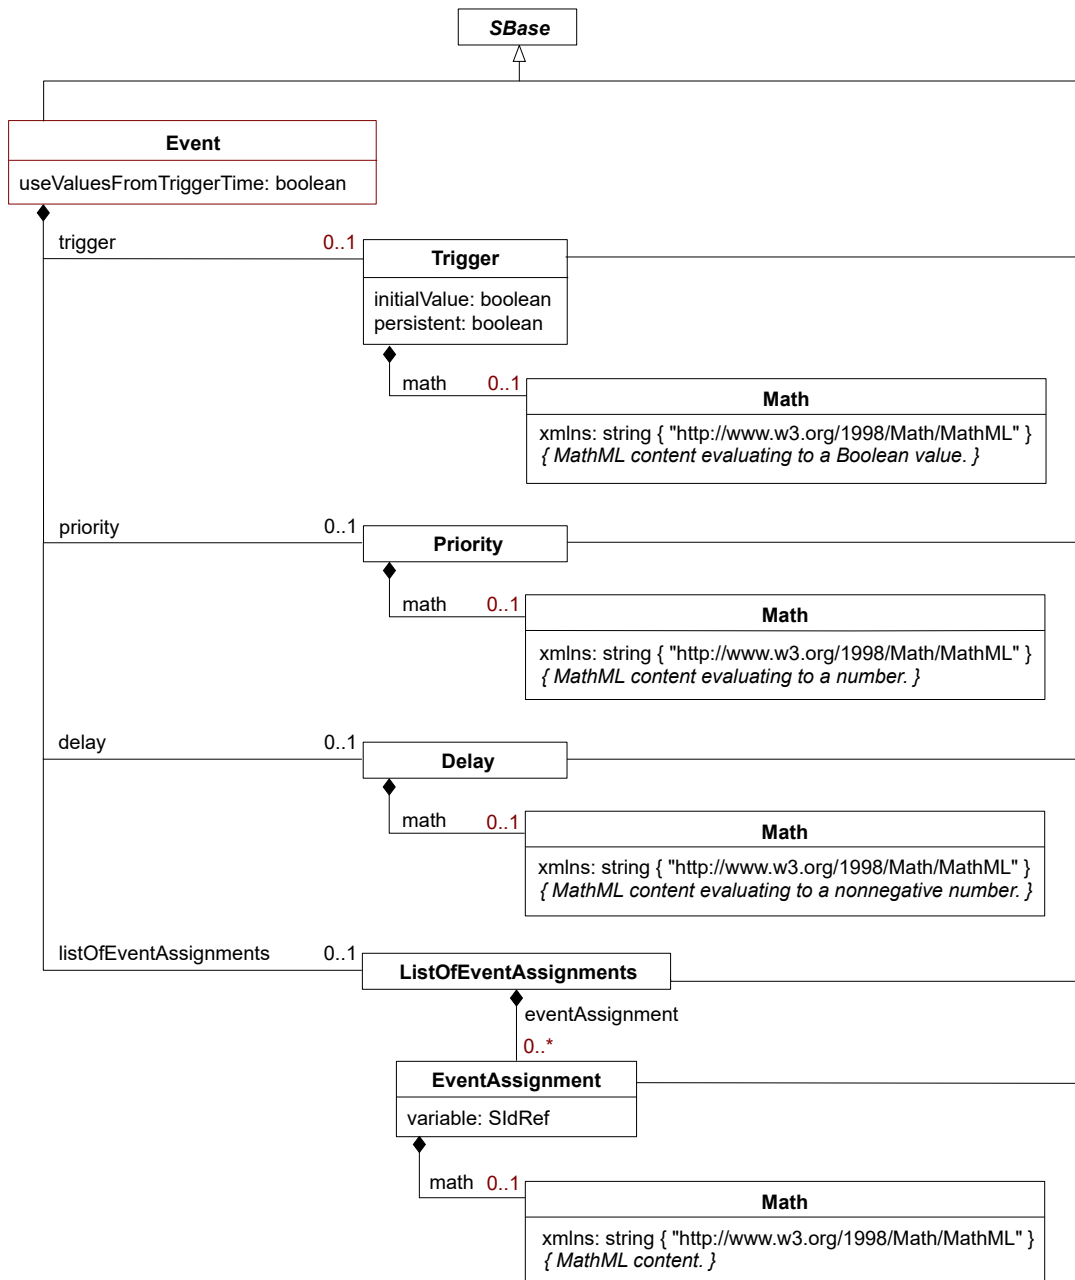 SBase
Event
useValuesFromTriggerTime: boolean
trigger
0..1
Trigger
initialValue: boolean
persistent: boolean
math
0..1
Math
xmlns: string { "http://www.w3.org/1998/Math/MathML" }
{ MathML content evaluating to a Boolean value. }
priority
0..1
Priority
math
0..1
Math
xmlns: string { "http://www.w3.org/1998/Math/MathML" }
{ MathML content evaluating to a number. }
delay
0..1
Delay
math
0..1
Math
xmlns: string { "http://www.w3.org/1998/Math/MathML" }
{ MathML content evaluating to a nonnegative number. }
listOfEventAssignments
0..1
ListOfEventAssignments
eventAssignment
0..*
EventAssignment
variable: SIdRef
math
0..1
Math
xmlns: string { "http://www.w3.org/1998/Math/MathML" }
{ MathML content. }